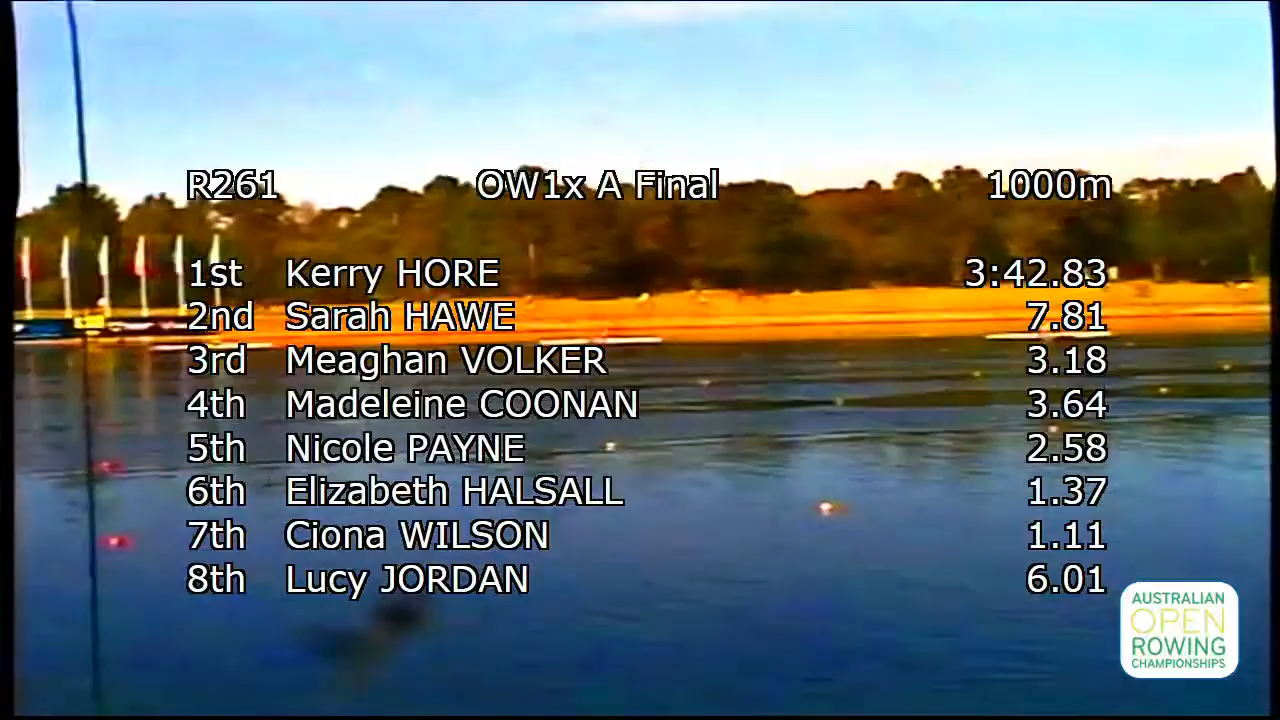 R261 OW1x A Final 1000m
1st Kerry HORE 3:42.83
2nd Sarah HAWE 7.81
3rd Meaghan VOLKER 3.18
4th Madeleine COONAN 3.64
5th Nicole PAYNE 2.58
6th Elizabeth HALSALL 1.37
7th Ciona WILSON 1.11
8th Lucy JORDAN 6.01
AUSTRALIAN
OPEN
ROWING
CHAMPIONSHIPS